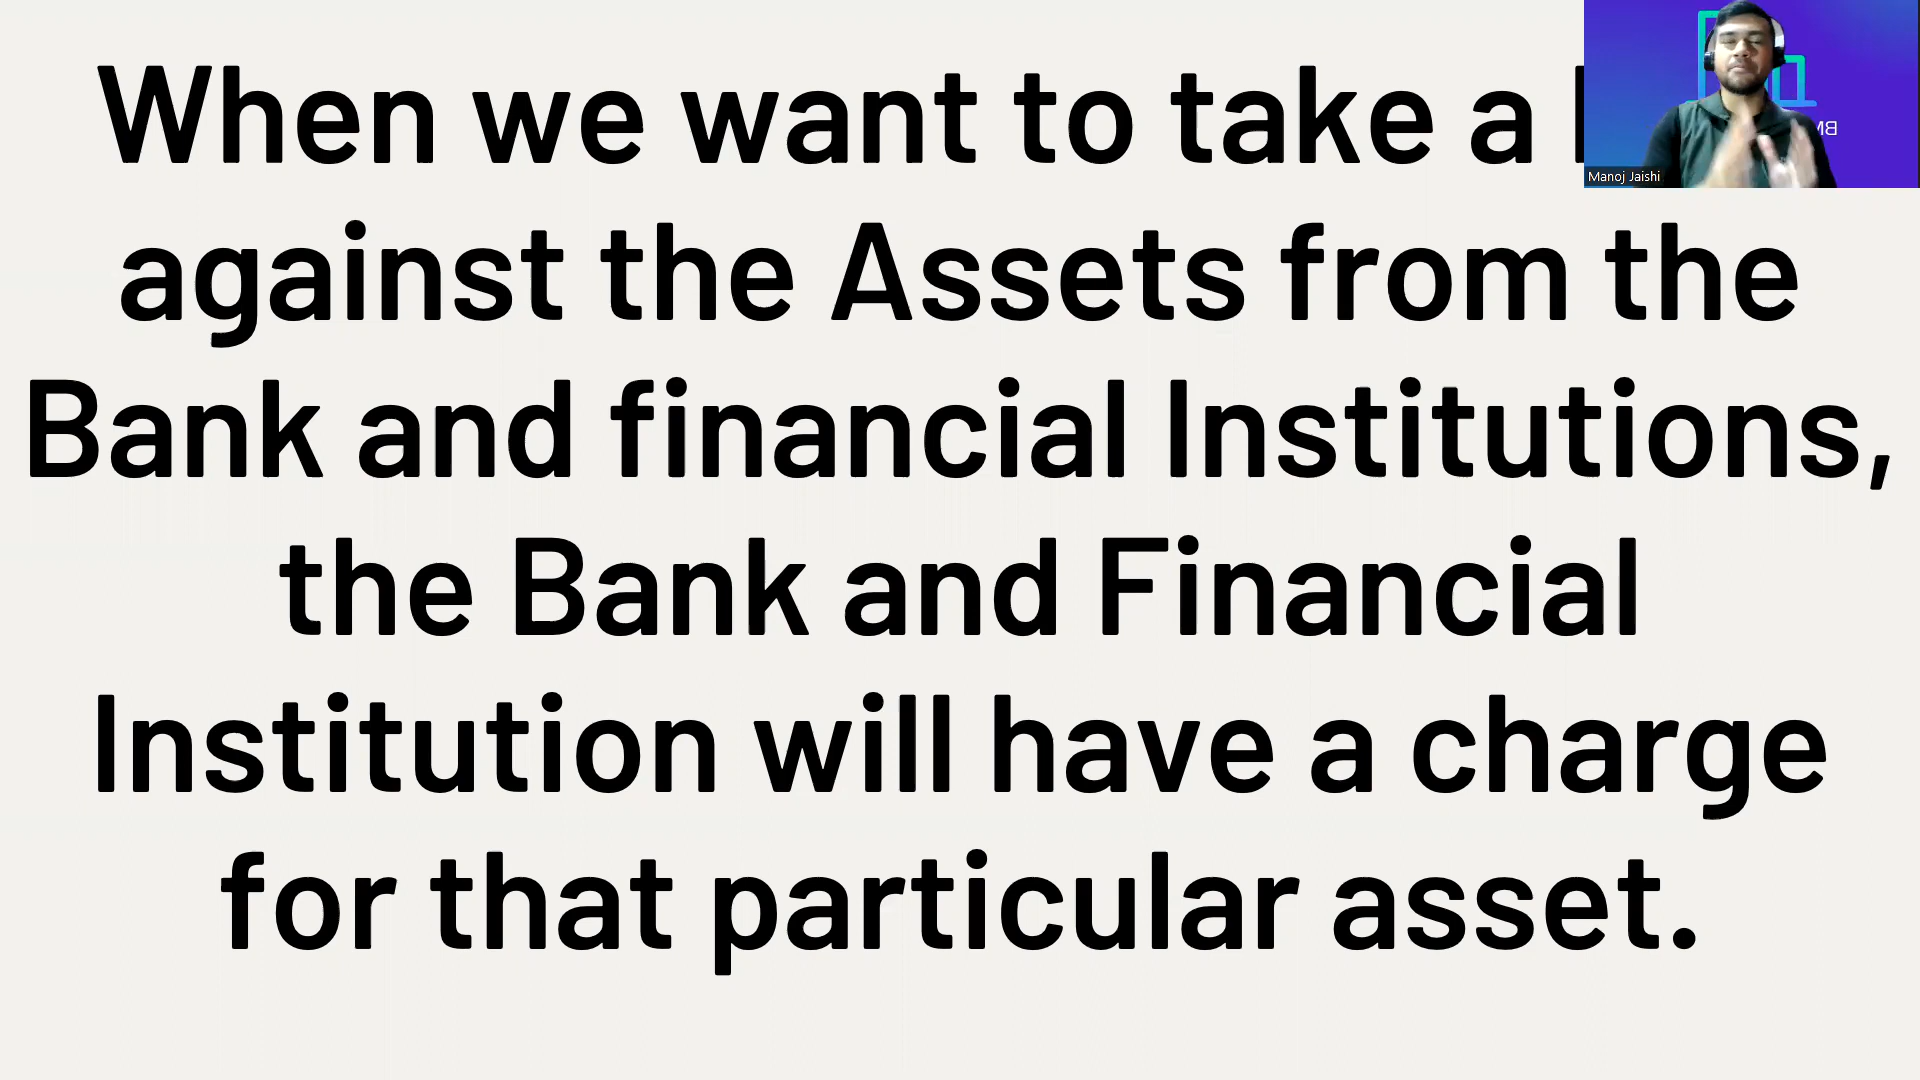 When we want to take a
against the Assets from the
Bank and financial Institutions,
the Bank and Financial
Institution will have a charge
for that particular asset.
Manoj Jaishi